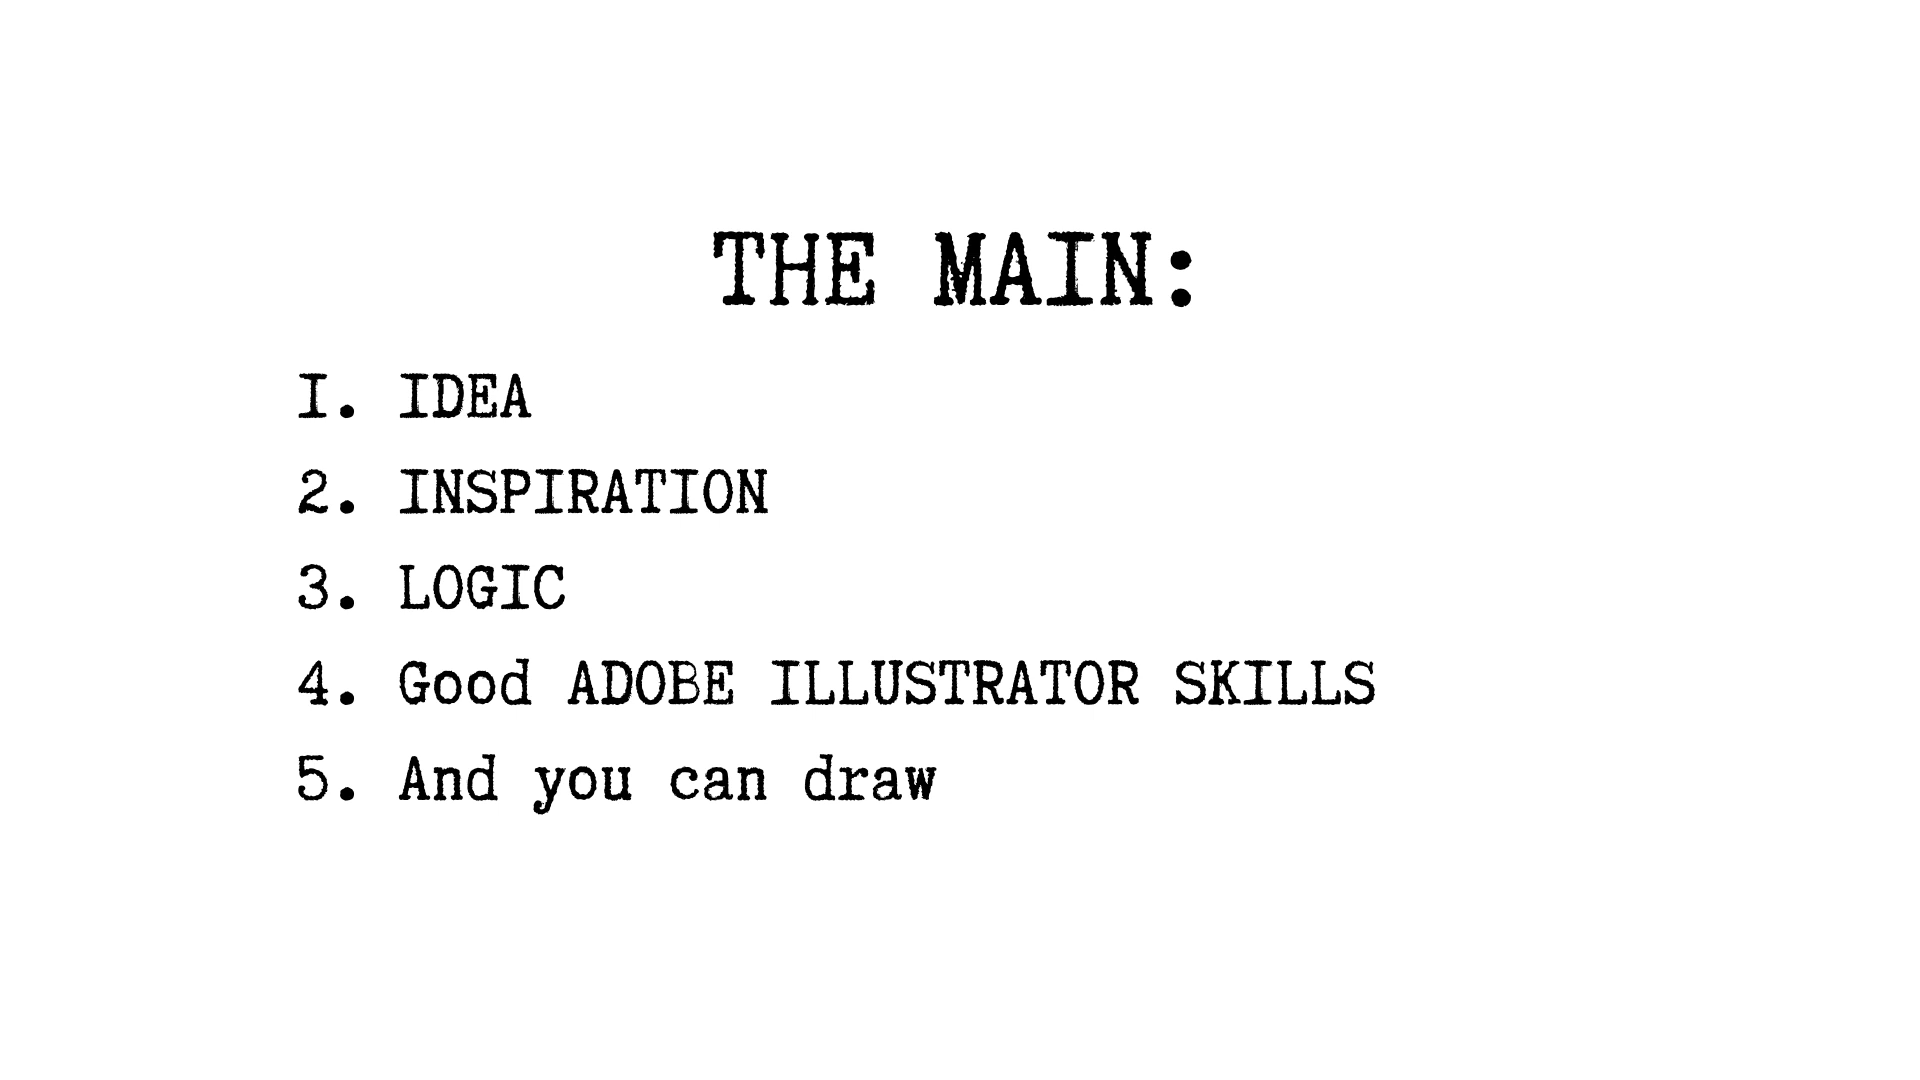 THE MAIN:
I. IDEA
2. INSPIRATION
3. LOGIC
4. Good ADOBE ILLUSTRATOR SKILLS
5. And you can draw